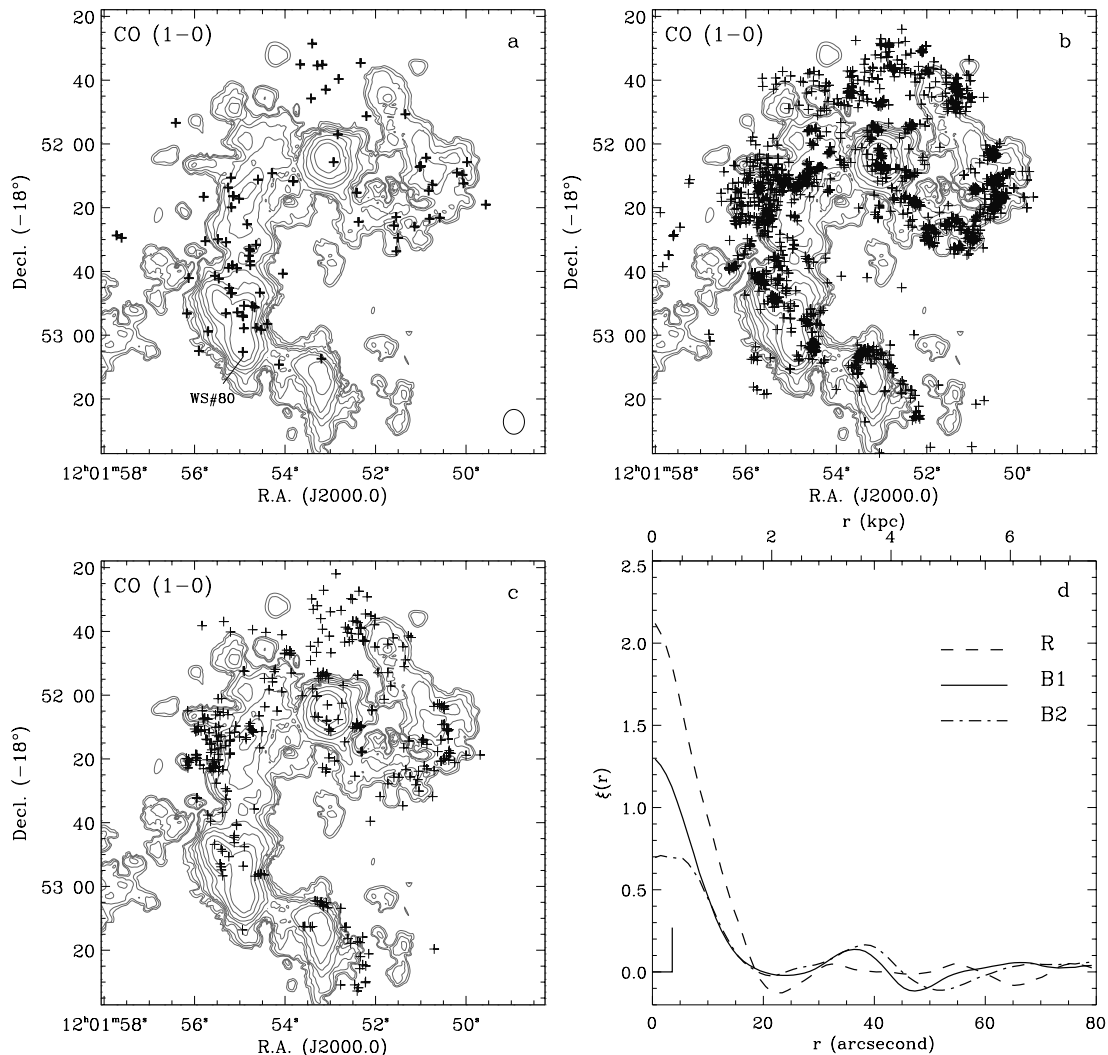 CO (1−0)
a
20
40
52 00
20
40
53 00
20
Decl. (−18°)
WS#80
12ʰ01ᵐ58ˢ
56ˢ
54ˢ
52ˢ
50ˢ
R.A. (J2000.0)
CO (1−0)
b
20
40
52 00
20
40
53 00
20
Decl. (−18°)
12ʰ01ᵐ58ˢ
56ˢ
54ˢ
52ˢ
50ˢ
R.A. (J2000.0)
CO (1−0)
c
20
40
52 00
20
40
53 00
20
Decl. (−18°)
12ʰ01ᵐ58ˢ
56ˢ
54ˢ
52ˢ
50ˢ
R.A. (J2000.0)
r (kpc)
0
2
4
6
d
R
B1
B2
2.5
2.0
1.5
1.0
0.5
0.0
ξ(r)
0
20
40
60
80
r (arcsecond)